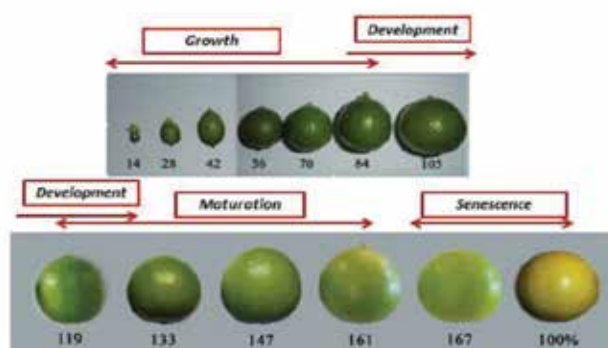 Growth
Development
14 28 42 56 70 84 105
Development
Maturation
Senescence
119 133 147 161 167 100%